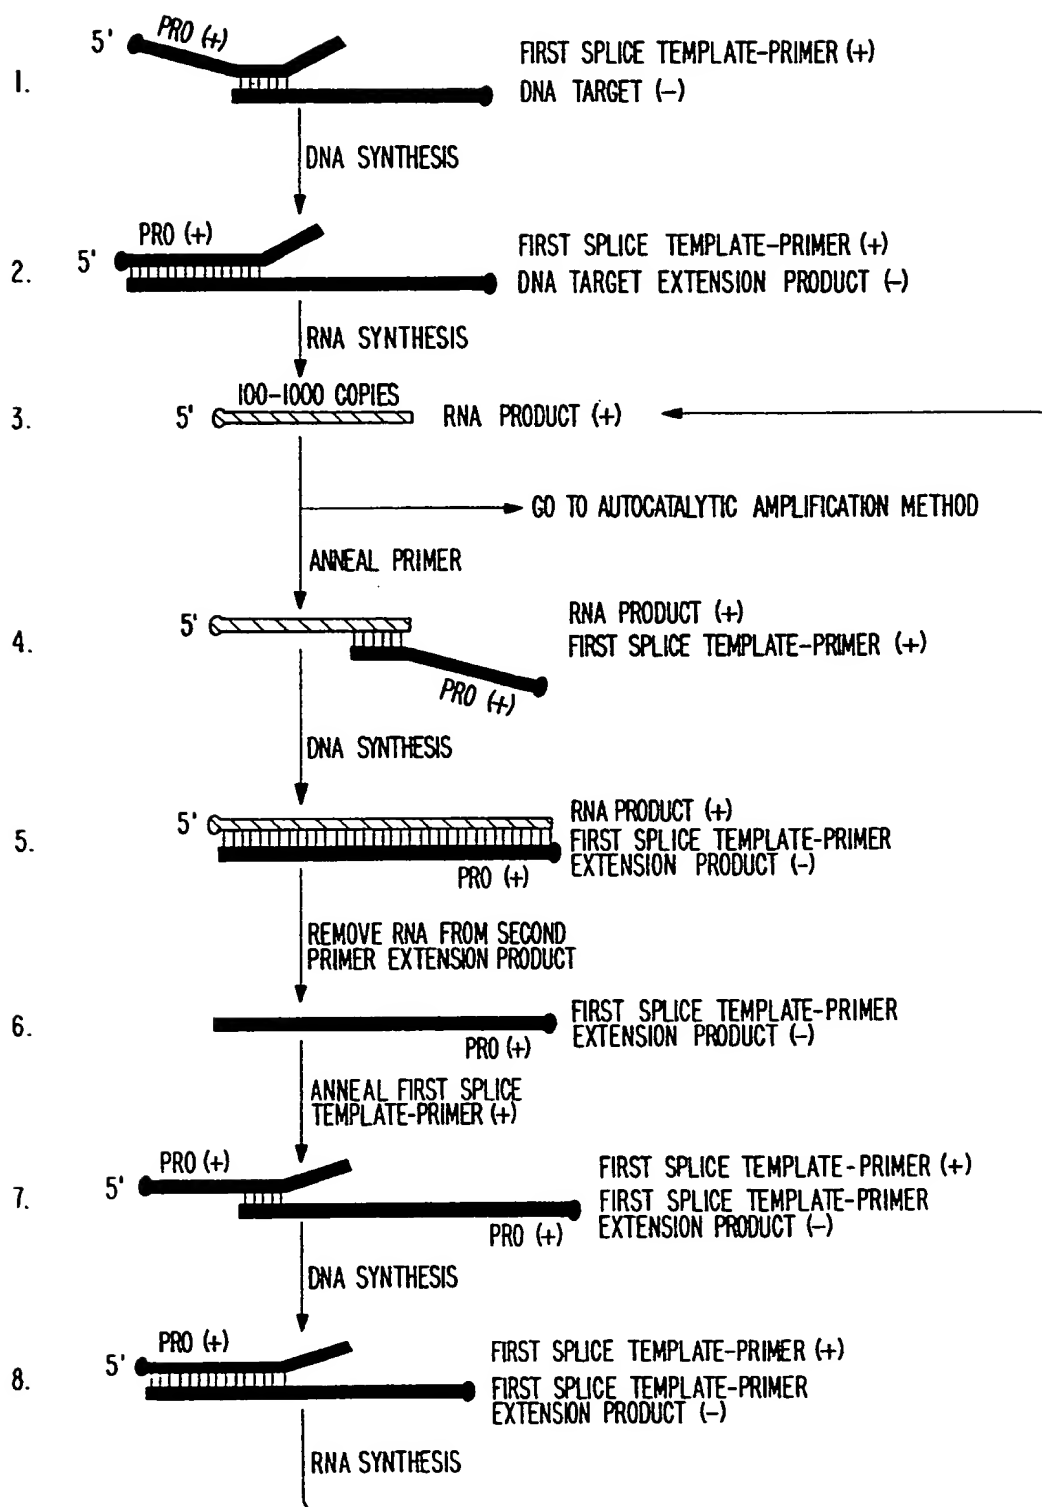 PRO (+)
5'
1.
FIRST SPLICE TEMPLATE-PRIMER (+)
DNA TARGET (-)
DNA SYNTHESIS
PRO (+)
5'
2.
FIRST SPLICE TEMPLATE-PRIMER (+)
DNA TARGET EXTENSION PRODUCT (-)
RNA SYNTHESIS
100-1000 COPIES
3.
5'
RNA PRODUCT (+)
GO TO AUTOCATALYTIC AMPLIFICATION METHOD
ANNEAL PRIMER
4.
5'
RNA PRODUCT (+)
FIRST SPLICE TEMPLATE-PRIMER (+)
PRO (+)
DNA SYNTHESIS
5.
5'
RNA PRODUCT (+)
FIRST SPLICE TEMPLATE-PRIMER
EXTENSION PRODUCT (-)
PRO (+)
REMOVE RNA FROM SECOND
PRIMER EXTENSION PRODUCT
6.
FIRST SPLICE TEMPLATE-PRIMER
EXTENSION PRODUCT (-)
PRO (+)
ANNEAL FIRST SPLICE
TEMPLATE-PRIMER (+)
PRO (+)
7.
5'
FIRST SPLICE TEMPLATE-PRIMER (+)
FIRST SPLICE TEMPLATE-PRIMER
EXTENSION PRODUCT (-)
PRO (+)
DNA SYNTHESIS
PRO (+)
8.
5'
FIRST SPLICE TEMPLATE-PRIMER (+)
FIRST SPLICE TEMPLATE-PRIMER
EXTENSION PRODUCT (-)
RNA SYNTHESIS